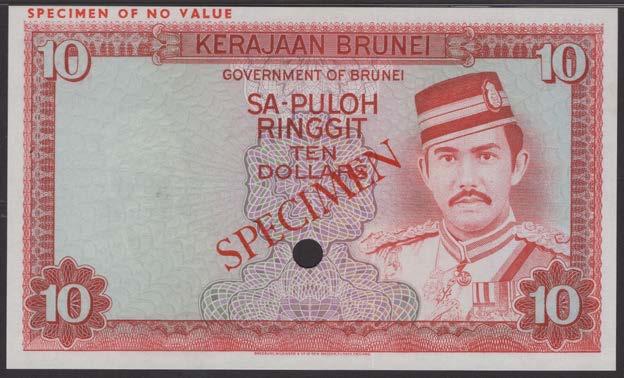 SPECIMEN OF NO VALUE
10
KERAJAAN BRUNEI
10
GOVERNMENT OF BRUNEI
SA-PULOH
RINGGIT
TEN
DOLLARS
SPECIMEN
10
10